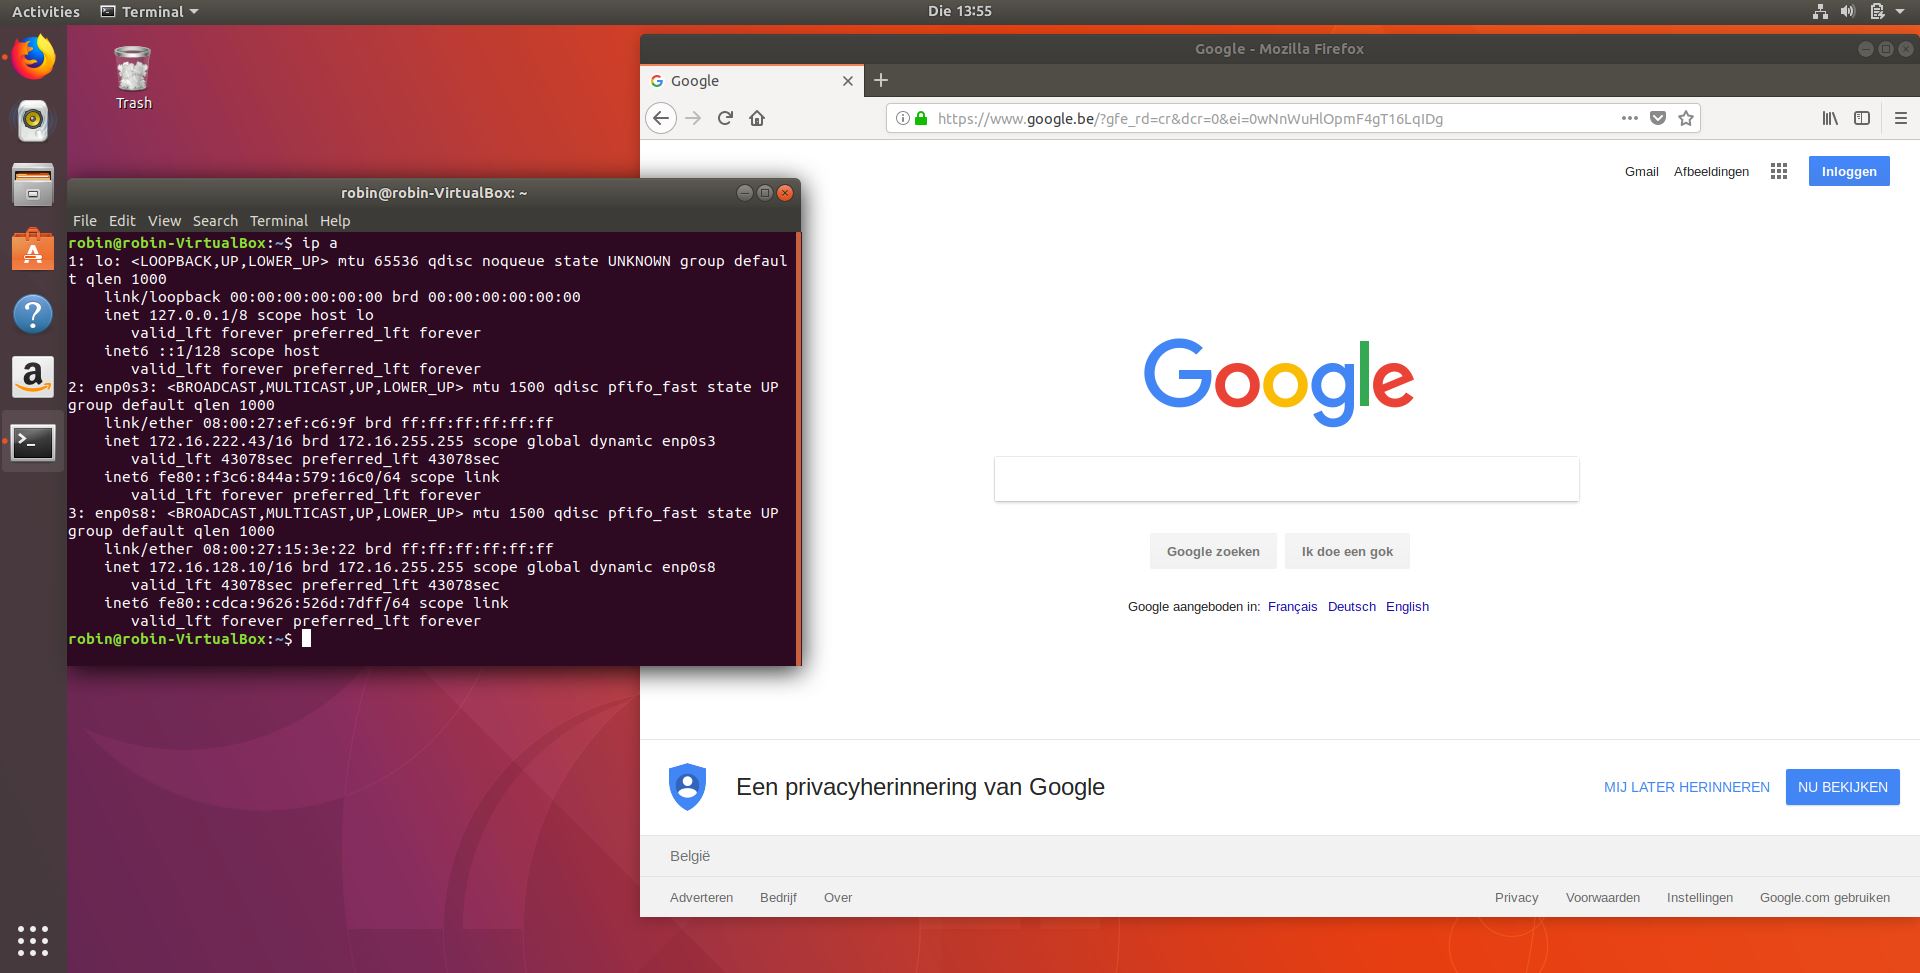 Activities
Terminal
Die 13:55
Trash
Google - Mozilla Firefox
Google
https://www.google.be/?gfe_rd=cr&dcr=0&ei=0wNnWuHlOpmF4gT16LqIDg
Gmail
Afbeeldingen
Inloggen
Google
Google zoeken
Ik doe een gok
Google aangeboden in: Français Deutsch English
Een privacyherinnering van Google
MIJ LATER HERINNEREN
NU BEKIJKEN
België
Adverteren
Bedrijf
Over
Privacy
Voorwaarden
Instellingen
Google.com gebruiken
robin@robin-VirtualBox: ~
File Edit View Search Terminal Help
robin@robin-VirtualBox:~$ ip a
1: lo: <LOOPBACK,UP,LOWER_UP> mtu 65536 qdisc noqueue state UNKNOWN group defaul
t qlen 1000
link/loopback 00:00:00:00:00:00 brd 00:00:00:00:00:00
inet 127.0.0.1/8 scope host lo
valid_lft forever preferred_lft forever
inet6 ::1/128 scope host
valid_lft forever preferred_lft forever
2: enp0s3: <BROADCAST,MULTICAST,UP,LOWER_UP> mtu 1500 qdisc pfifo_fast state UP
group default qlen 1000
link/ether 08:00:27:ef:c6:9f brd ff:ff:ff:ff:ff:ff
inet 172.16.222.43/16 brd 172.16.255.255 scope global dynamic enp0s3
valid_lft 43078sec preferred_lft 43078sec
inet6 fe80::f3c6:844a:579:16c0/64 scope link
valid_lft forever preferred_lft forever
3: enp0s8: <BROADCAST,MULTICAST,UP,LOWER_UP> mtu 1500 qdisc pfifo_fast state UP
group default qlen 1000
link/ether 08:00:27:15:3e:22 brd ff:ff:ff:ff:ff:ff
inet 172.16.128.10/16 brd 172.16.255.255 scope global dynamic enp0s8
valid_lft 43078sec preferred_lft 43078sec
inet6 fe80::cdca:9626:526d:7dff/64 scope link
valid_lft forever preferred_lft forever
robin@robin-VirtualBox:~$